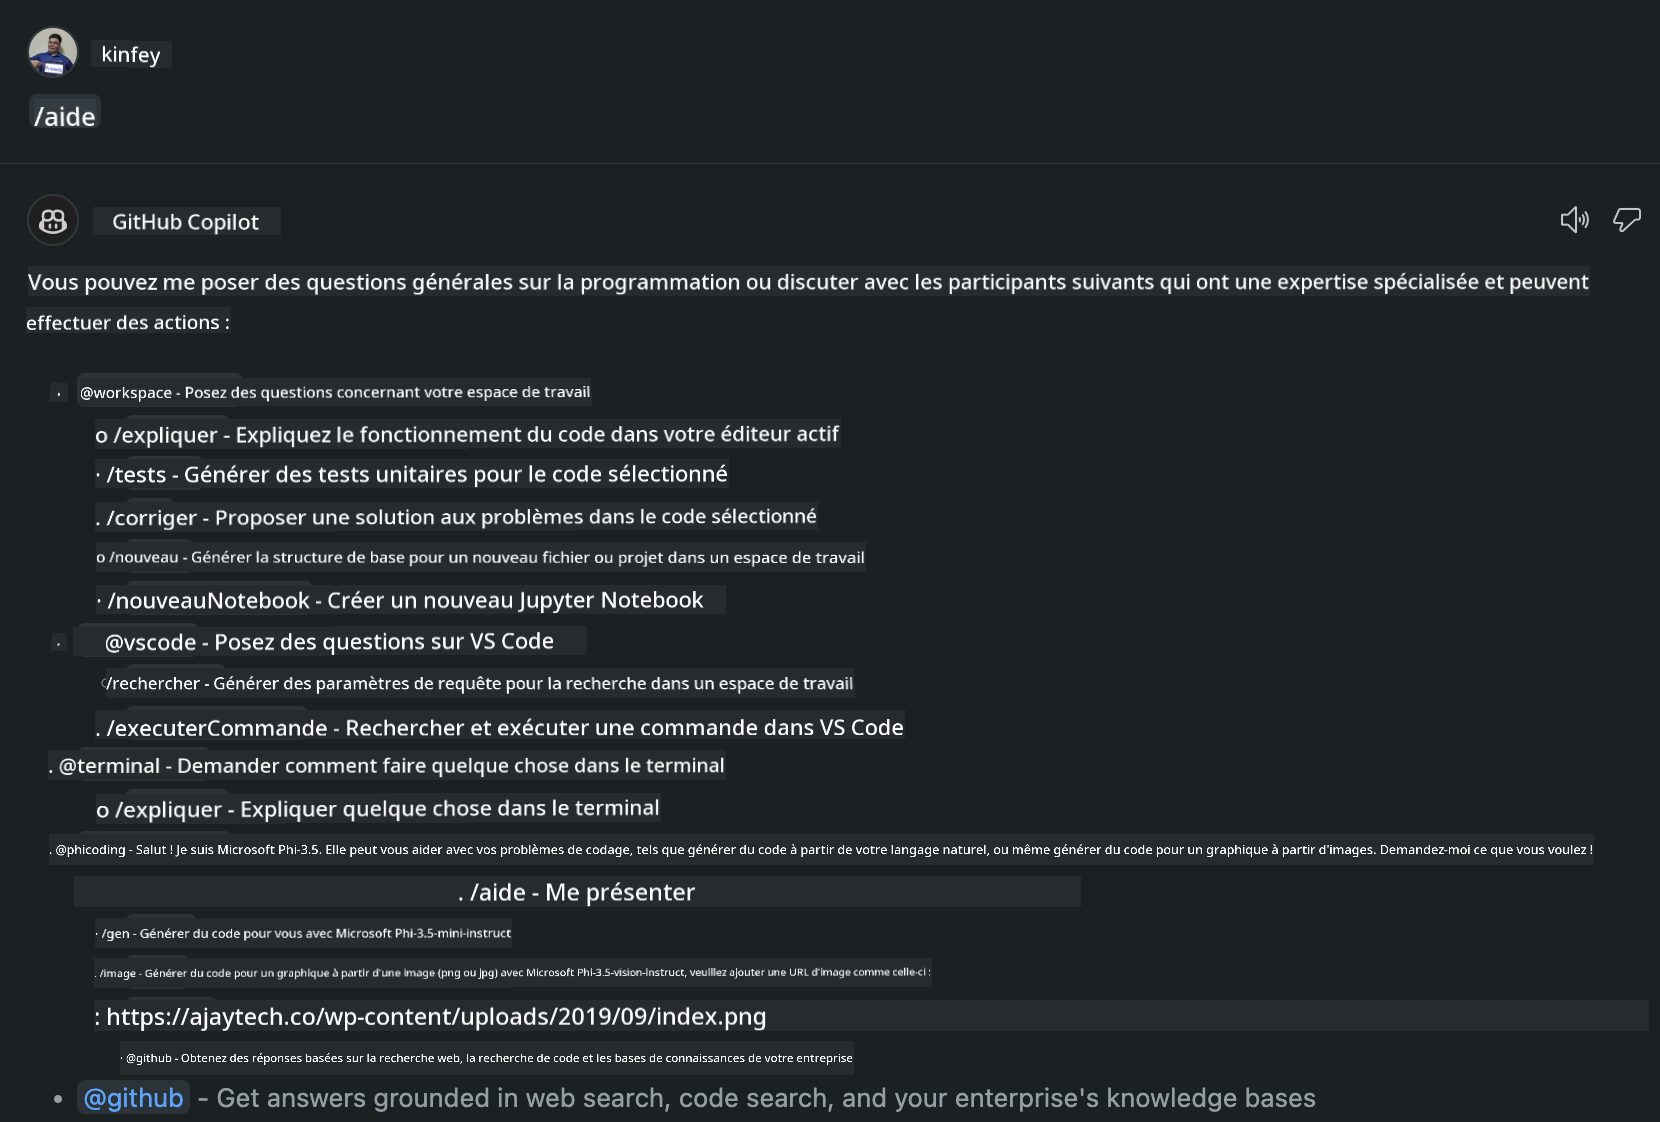 kinfey
/aide
GitHub Copilot
Vous pouvez me poser des questions générales sur la programmation ou discuter avec les participants suivants qui ont une expertise spécialisée et peuvent
effectuer des actions :
· @workspace - Posez des questions concernant votre espace de travail
o /expliquer - Expliquez le fonctionnement du code dans votre éditeur actif
· /tests - Générer des tests unitaires pour le code sélectionné
. /corriger - Proposer une solution aux problèmes dans le code sélectionné
o /nouveau - Générer la structure de base pour un nouveau fichier ou projet dans un espace de travail
· /nouveauNotebook - Créer un nouveau Jupyter Notebook
· @vscode - Posez des questions sur VS Code
/rechercher - Générer des paramètres de requête pour la recherche dans un espace de travail
. /executerCommande - Rechercher et exécuter une commande dans VS Code
. @terminal - Demander comment faire quelque chose dans le terminal
o /expliquer - Expliquer quelque chose dans le terminal
. @phicoding - Salut ! Je suis Microsoft Phi-3.5. Elle peut vous aider avec vos problèmes de codage, tels que générer du code à partir de votre langage naturel, ou même générer du code pour un graphique à partir d'images. Demandez-moi ce que vous voulez !
. /aide - Me présenter
· /gen - Générer du code pour vous avec Microsoft Phi-3.5-mini-instruct
. /image - Générer du code pour un graphique à partir d'une image (png ou jpg) avec Microsoft Phi-3.5-vision-instruct, veuillez ajouter une URL d'image comme celle-ci :
: https://ajaytech.co/wp-content/uploads/2019/09/index.png
· @github - Obtenez des réponses basées sur la recherche web, la recherche de code et les bases de connaissances de votre entreprise
• @github - Get answers grounded in web search, code search, and your enterprise's knowledge bases